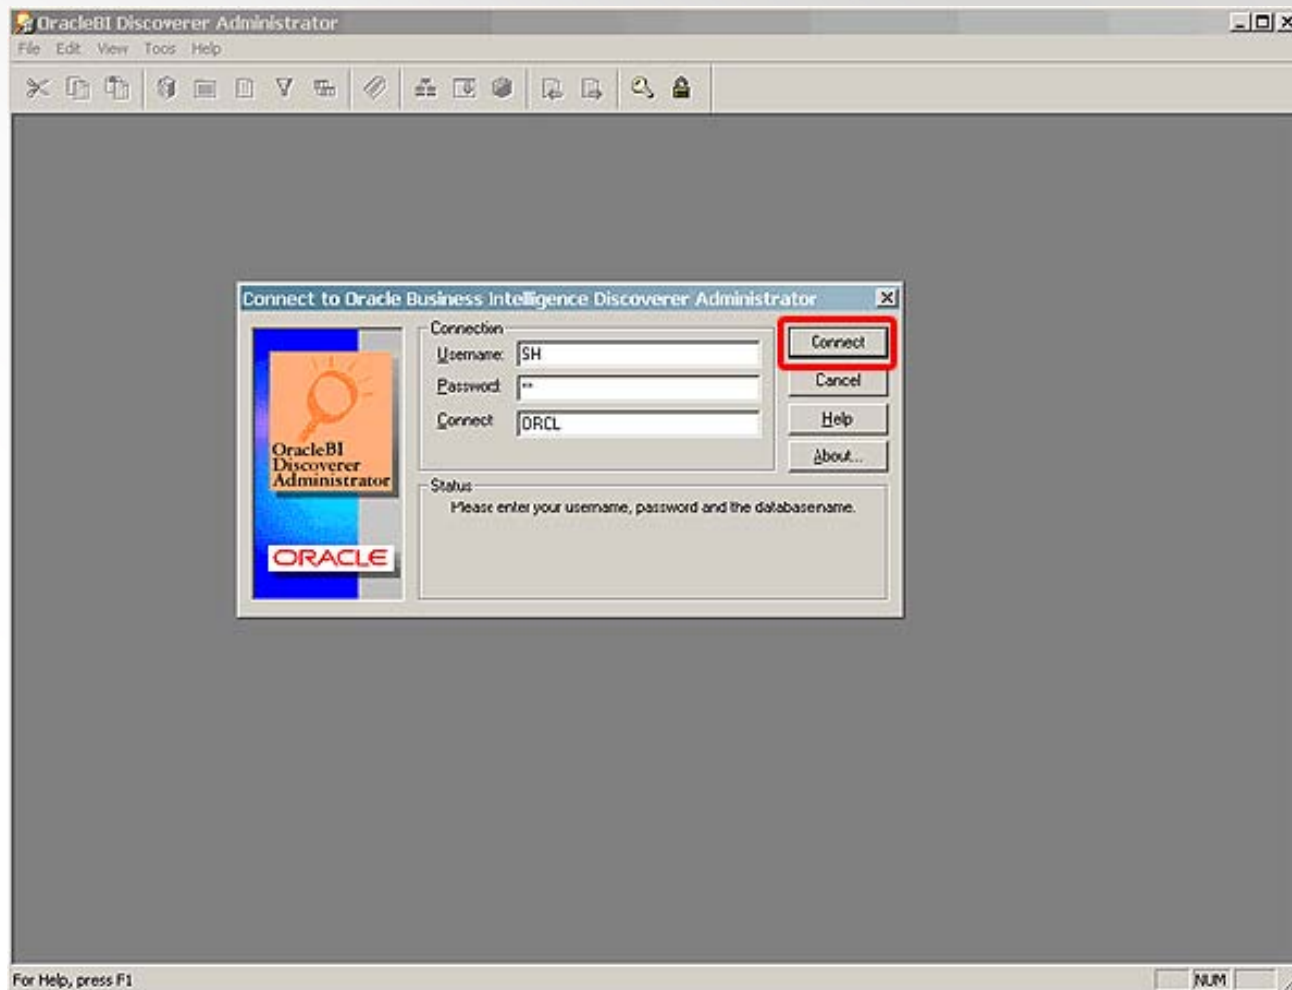 OracleBI Discoverer Administrator
File Edit View Toos Help
Connect to Oracle Business Intelligence Discoverer Administrator
Connection
Username: SH
Password: **
Connect ORCL
Connect
Cancel
Help
About...
OracleBI
Discoverer
Administrator
ORACLE
Status
Please enter your username, password and the databasename.
For Help, press F1
NUM